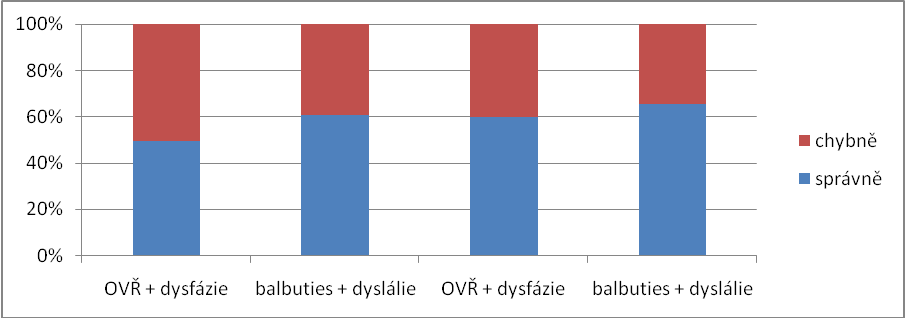 100%
80%
60%
40%
20%
0%
OVŘ + dysfázie balbuties + dyslálie OVŘ + dysfázie balbuties + dyslálie
chybně
správně